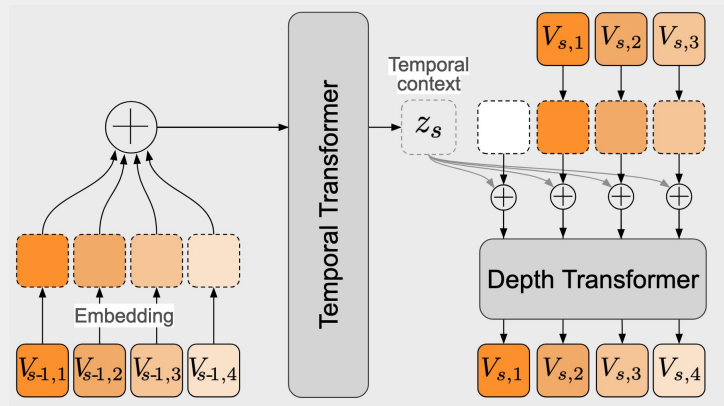 V_{s,1} V_{s,2} V_{s,3}
Temporal
context
z_s
Temporal Transformer
Depth Transformer
Embedding
V_{s-1,1} V_{s-1,2} V_{s-1,3} V_{s-1,4}
V_{s,1} V_{s,2} V_{s,3} V_{s,4}